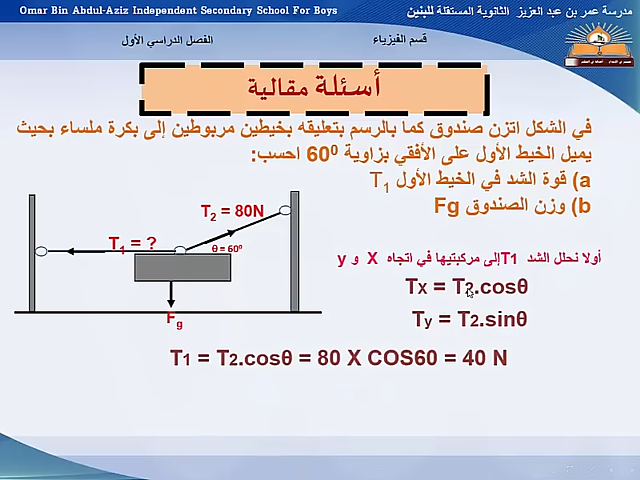 Omar Bin Abdul-Aziz Independent Secondary School For Boys
مدرسة عمر بن عبد العزيز الثانوية المستقلة للبنين
قسم الفيزياء
الفصل الدراسي الأول
أسئلة مقالية
في الشكل اتزن صندوق كما بالرسم بتعليقه بخيطين مربوطين إلى بكرة ملساء بحيث
يميل الخيط الأول على الأفقي بزاوية 60⁰ احسب:
a) قوة الشد في الخيط الأول T₁
b) وزن الصندوق Fg
T₂ = 80N
T₁ = ?
θ = 60⁰
Fg
أولا نحلل الشد T1إلى مركبتيها في اتجاه X و y
Tx = T2.cosθ
Ty = T2.sinθ
T1 = T2.cosθ = 80 X COS60 = 40 N